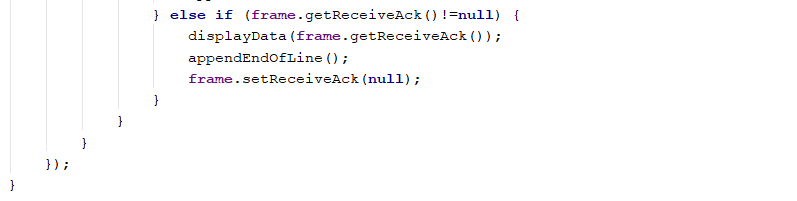 } else if (frame.getReceiveAck()!=null) {
displayData(frame.getReceiveAck());
appendEndOfLine();
frame.setReceiveAck(null);
}
}
}
});
}